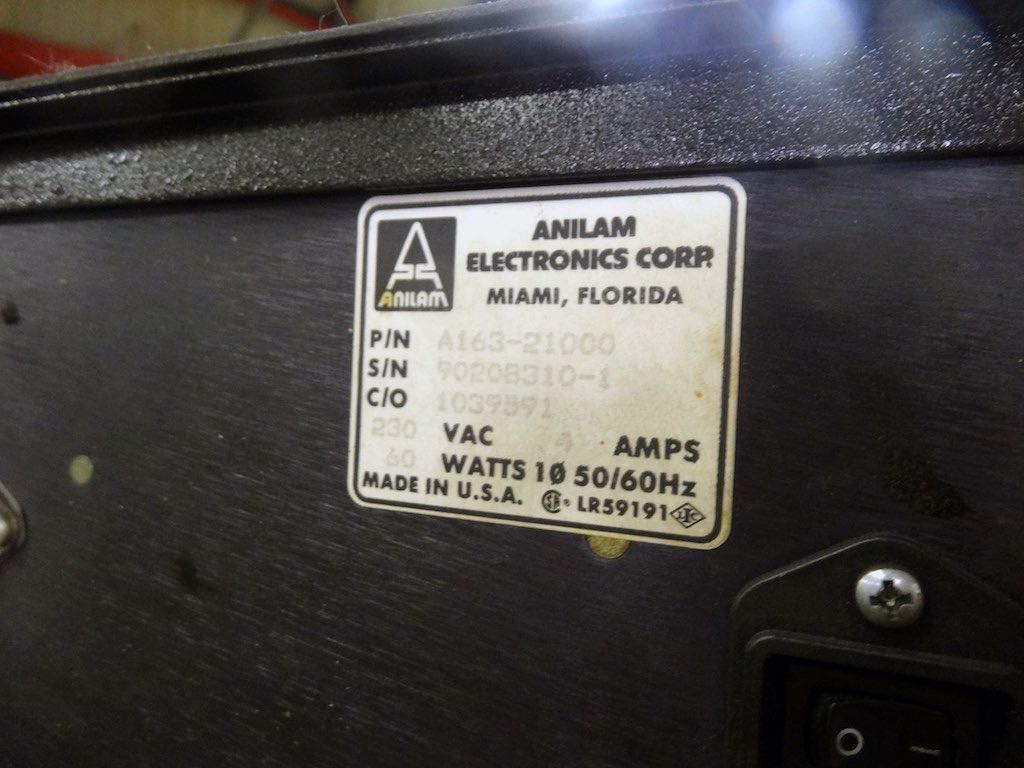 ANILAM
ANILAM
ELECTRONICS CORP.
MIAMI, FLORIDA
P/N A163-21000
S/N 90208310-1
C/O 1039591
230 VAC 4 AMPS
60 WATTS 1Ø 50/60Hz
MADE IN U.S.A. LR59191